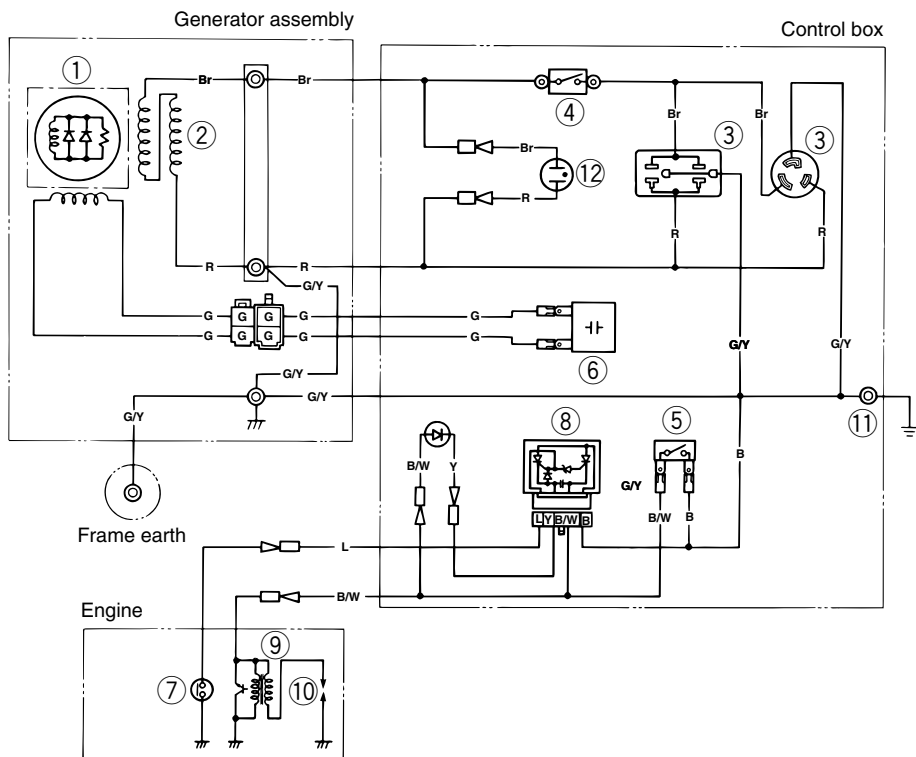 Generator assembly
Control box
① Br Br ④ Br Br
② Br ③ ③
⑫
R
R R
R R
G/Y
G G G G
G G G G
⑥
G/Y G/Y
G/Y G/Y
G/Y
⑪
⑧ ⑤ B
B/W Y G/Y
L Y B/W B B/W B
Frame earth
L
B/W
Engine
⑨
⑦ ⑩